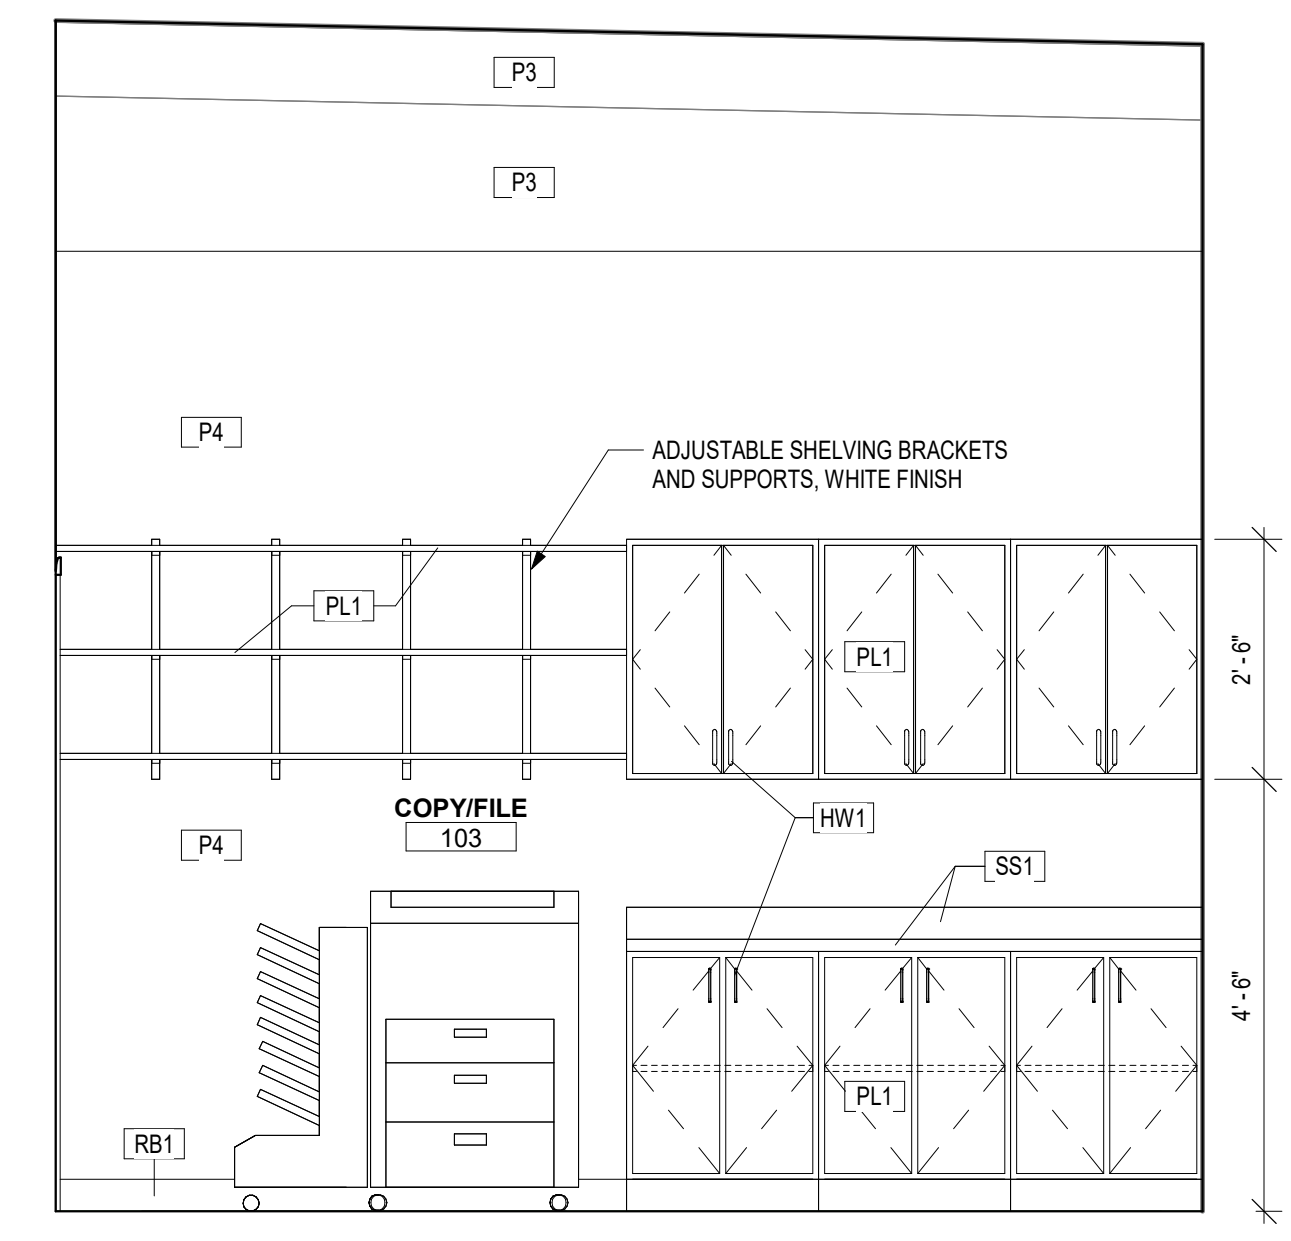 P3
P3
P4
ADJUSTABLE SHELVING BRACKETS
AND SUPPORTS, WHITE FINISH
PL1
PL1
2' - 6"
COPY/FILE
103
HW1
P4
SS1
4' - 6"
PL1
RB1